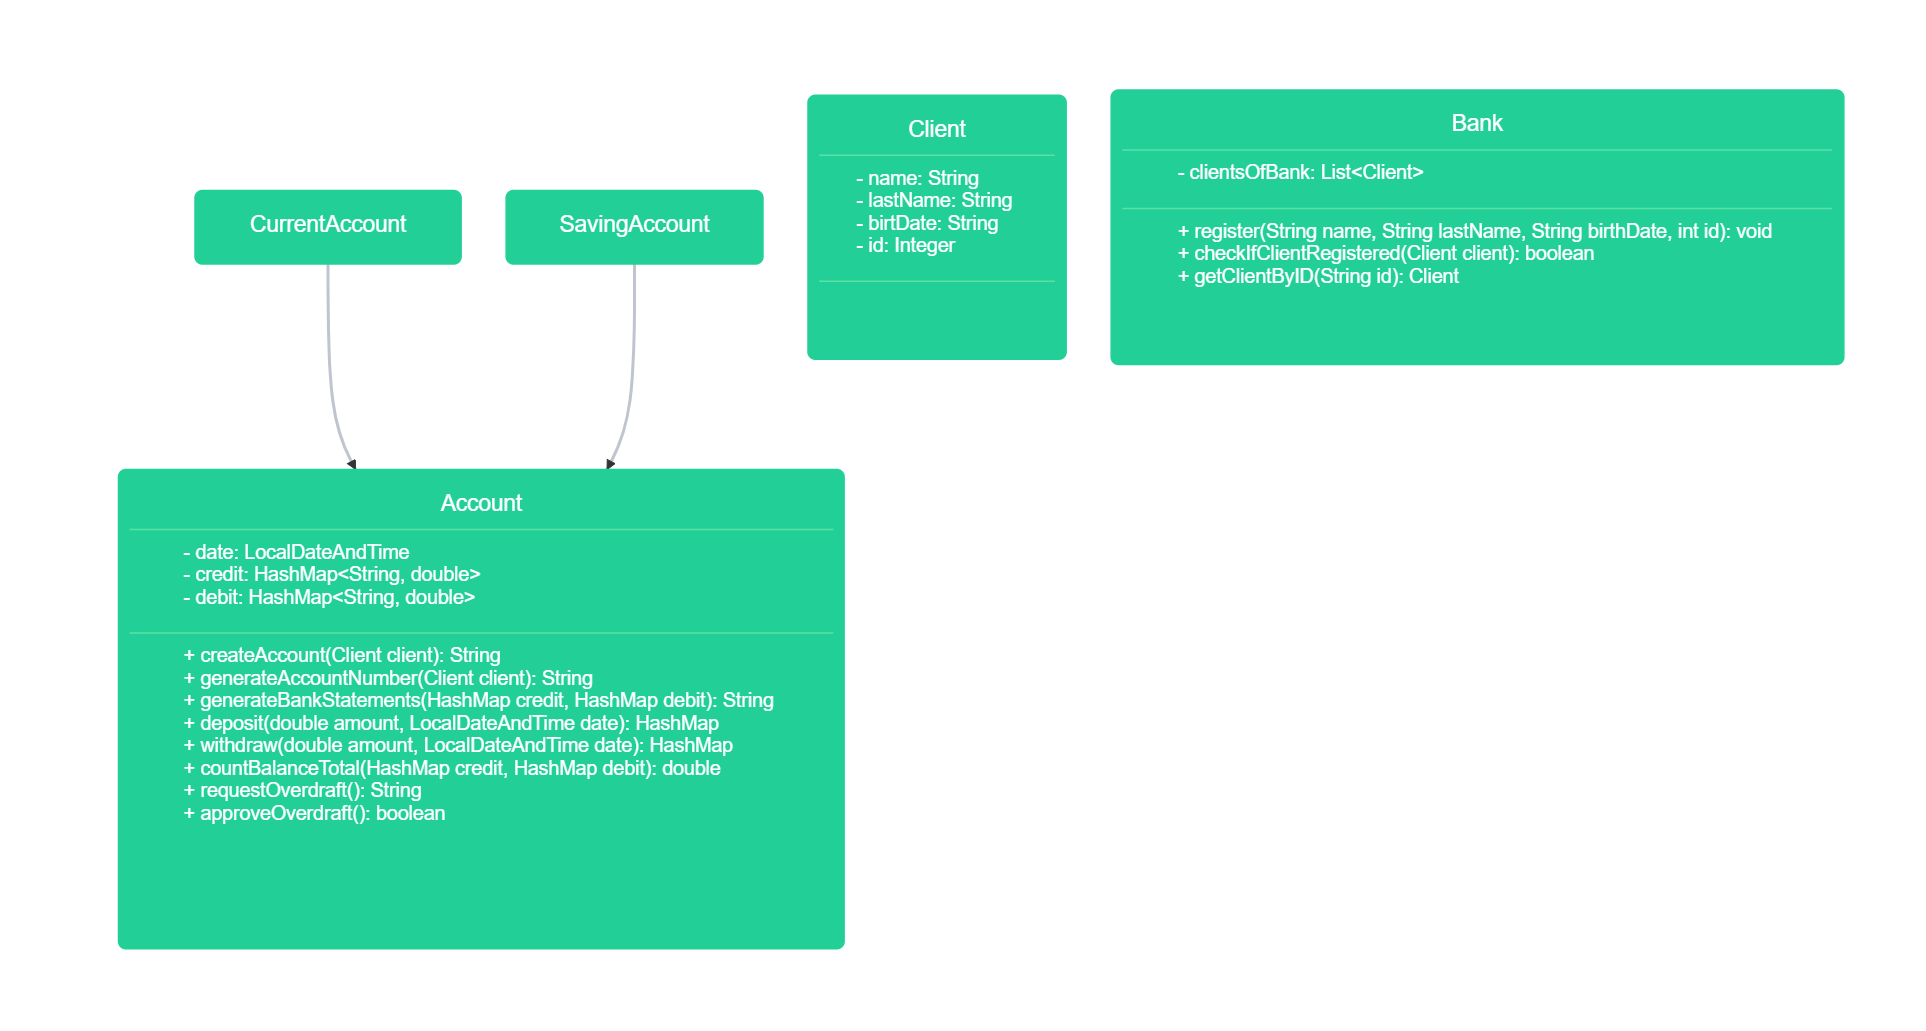 CurrentAccount
SavingAccount
Client
- name: String
- lastName: String
- birtDate: String
- id: Integer
Bank
- clientsOfBank: List<Client>
+ register(String name, String lastName, String birthDate, int id): void
+ checkIfClientRegistered(Client client): boolean
+ getClientByID(String id): Client
Account
- date: LocalDateAndTime
- credit: HashMap<String, double>
- debit: HashMap<String, double>
+ createAccount(Client client): String
+ generateAccountNumber(Client client): String
+ generateBankStatements(HashMap credit, HashMap debit): String
+ deposit(double amount, LocalDateAndTime date): HashMap
+ withdraw(double amount, LocalDateAndTime date): HashMap
+ countBalanceTotal(HashMap credit, HashMap debit): double
+ requestOverdraft(): String
+ approveOverdraft(): boolean